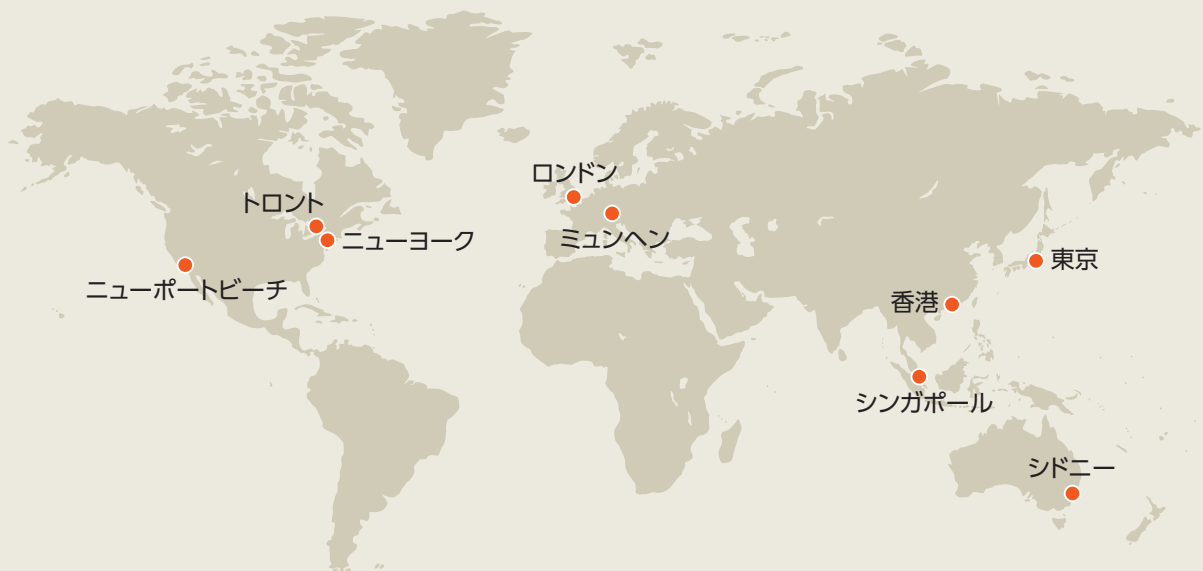 ロンドン
トロント
ニューヨーク
ミュンヘン
東京
ニューポートビーチ
香港
シンガポール
シドニー